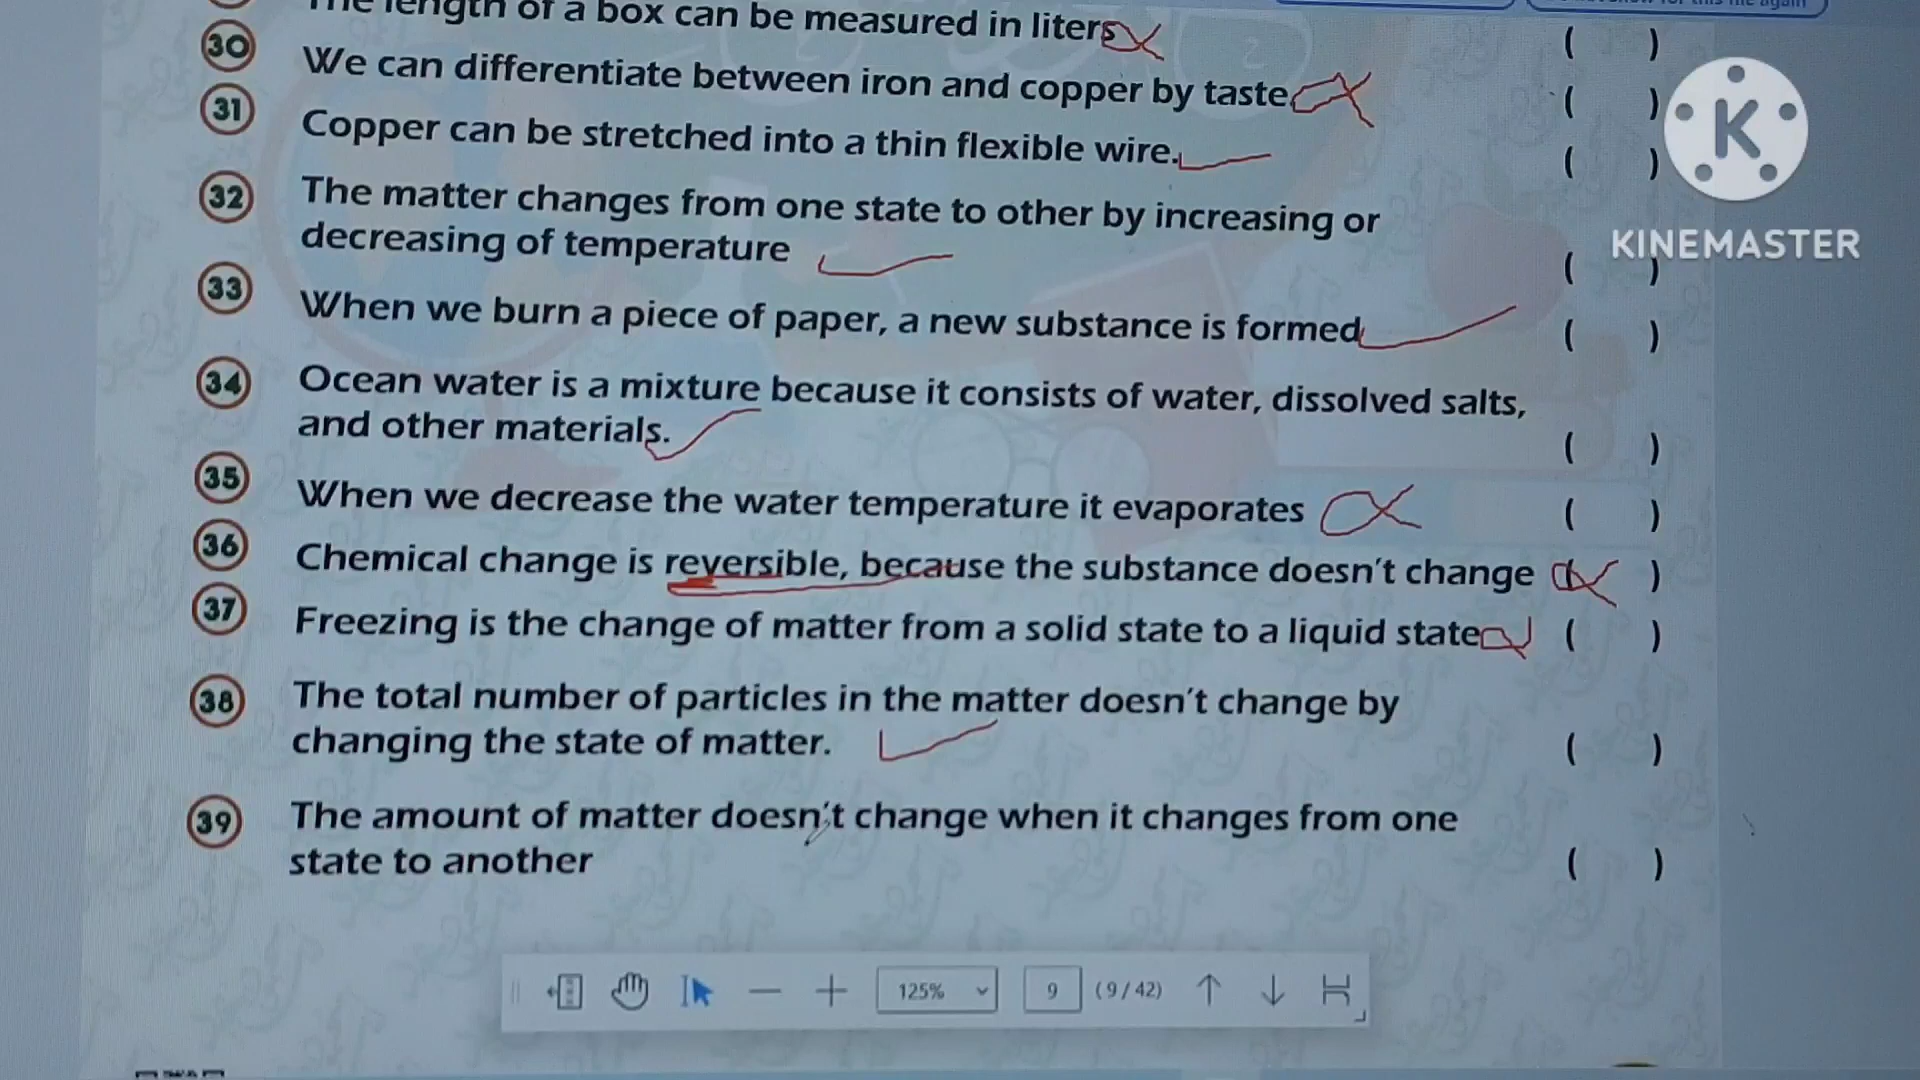 The length of a box can be measured in liters ( )
30 We can differentiate between iron and copper by taste ( )
31 Copper can be stretched into a thin flexible wire. ( )
32 The matter changes from one state to other by increasing or
decreasing of temperature ( )
33 When we burn a piece of paper, a new substance is formed ( )
34 Ocean water is a mixture because it consists of water, dissolved salts,
and other materials. ( )
35 When we decrease the water temperature it evaporates ( )
36 Chemical change is reversible, because the substance doesn't change ( )
37 Freezing is the change of matter from a solid state to a liquid state ( )
38 The total number of particles in the matter doesn't change by
changing the state of matter. ( )
39 The amount of matter doesn't change when it changes from one
state to another ( )
K
KINEMASTER
125% 9 (9/42)